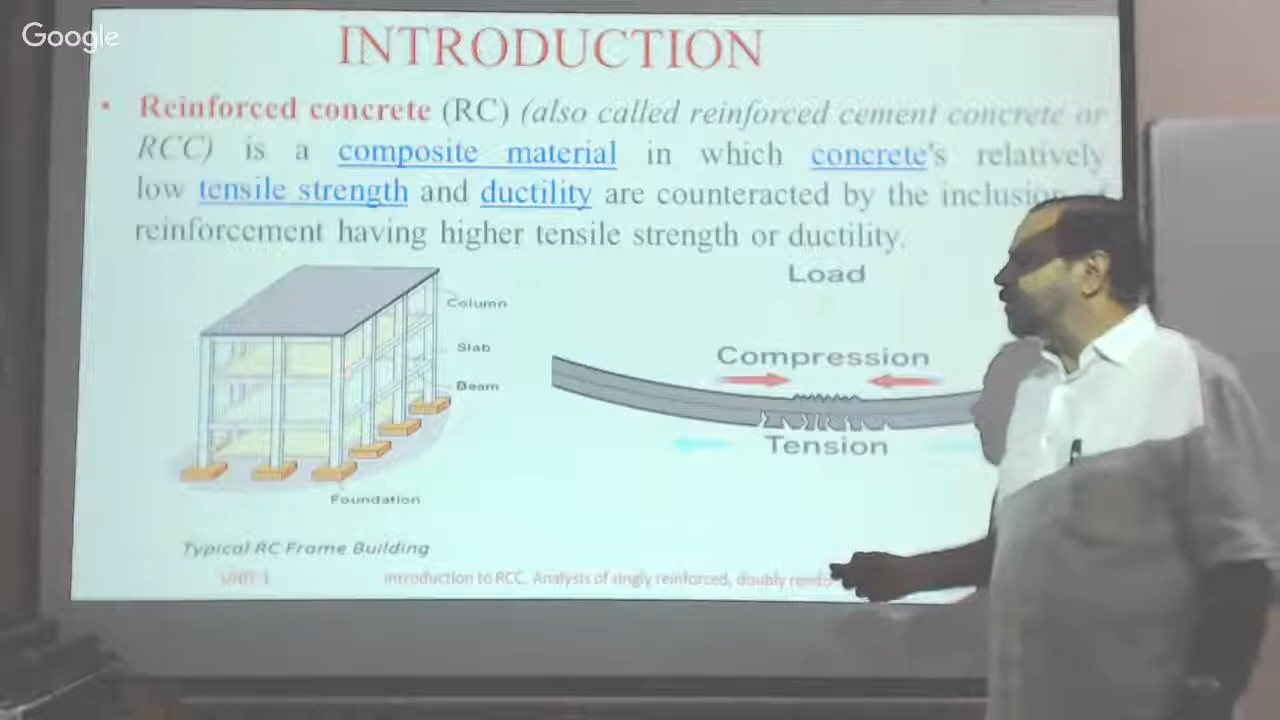 Google
INTRODUCTION
• Reinforced concrete (RC) (also called reinforced cement concrete or
RCC) is a composite material in which concrete's relatively
low tensile strength and ductility are counteracted by the inclusion
reinforcement having higher tensile strength or ductility.
Load
Column
Compression
Slab
Beam
Tension
Foundation
Typical RC Frame Building
UNIT 1 Introduction to RCC. Analysis of singly reinforced, doubly